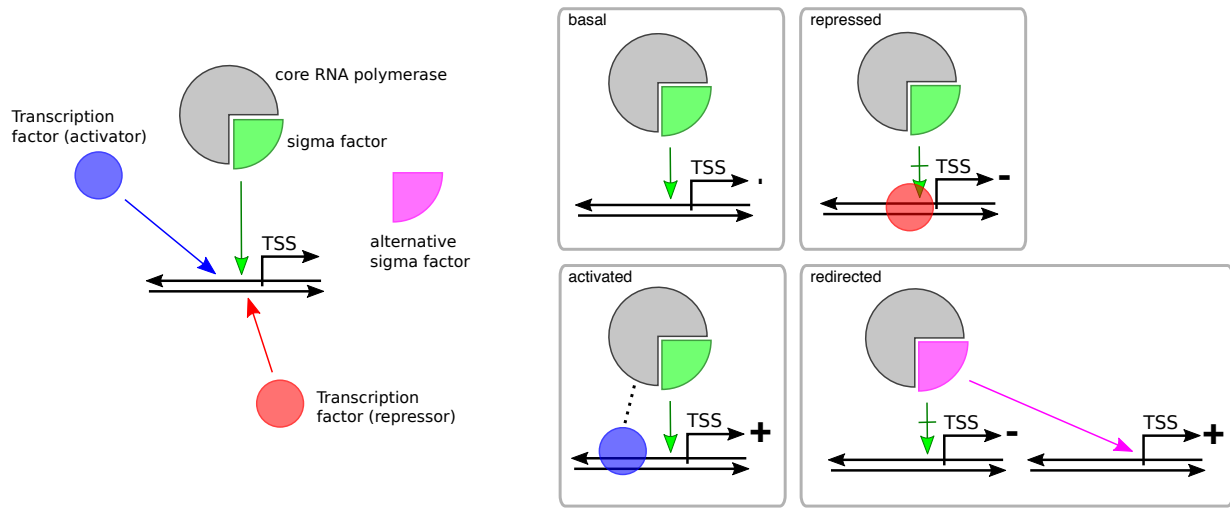 core RNA polymerase
Transcription
factor (activator)
sigma factor
alternative
sigma factor
TSS
Transcription
factor (repressor)
basal
TSS
repressed
TSS -
activated
TSS +
redirected
TSS -
TSS +